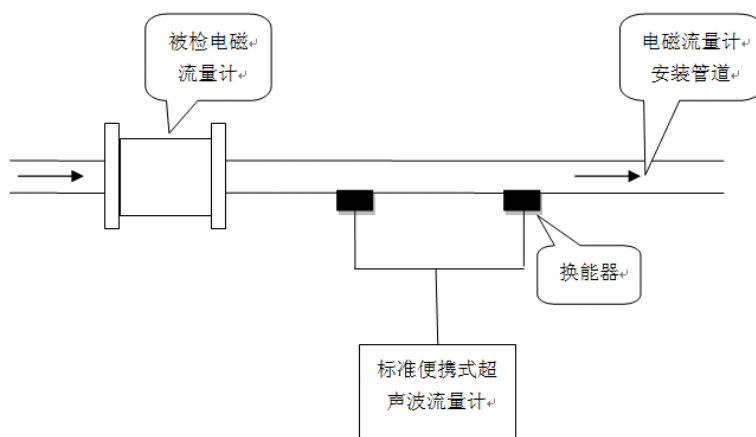 被检电磁
流量计
电磁流量计
安装管道
换能器
标准便携式超
声波流量计